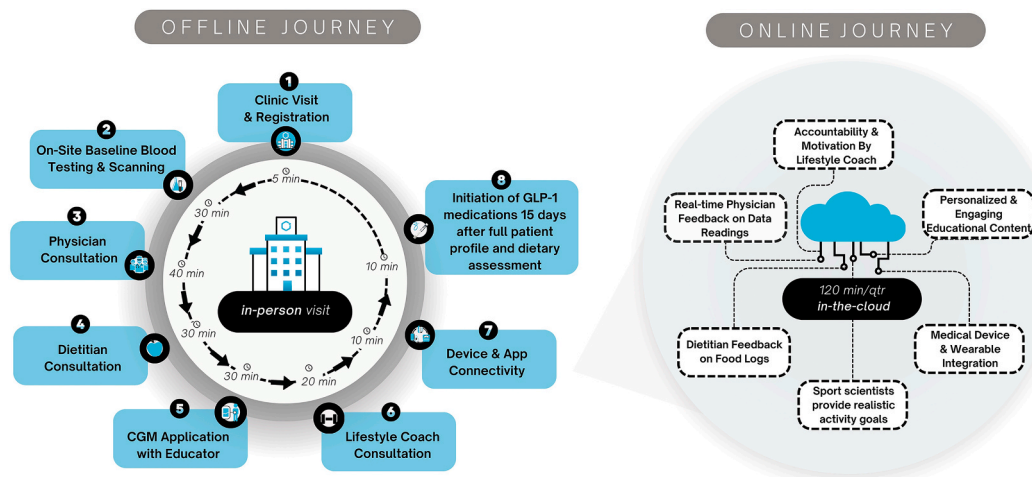 OFFLINE JOURNEY
1
Clinic Visit
& Registration
2
On-Site Baseline Blood
Testing & Scanning
3
Physician
Consultation
4
Dietitian
Consultation
5
CGM Application
with Educator
6
Lifestyle Coach
Consultation
7
Device & App
Connectivity
8
Initiation of GLP-1
medications 15 days
after full patient
profile and dietary
assessment
5 min
30 min
40 min
30 min
30 min
20 min
10 min
10 min
in-person visit
ONLINE JOURNEY
Accountability &
Motivation By
Lifestyle Coach
Real-time Physician
Feedback on Data
Readings
Personalized &
Engaging
Educational Content
120 min/qtr
in-the-cloud
Dietitian Feedback
on Food Logs
Medical Device
& Wearable
Integration
Sport scientists
provide realistic
activity goals